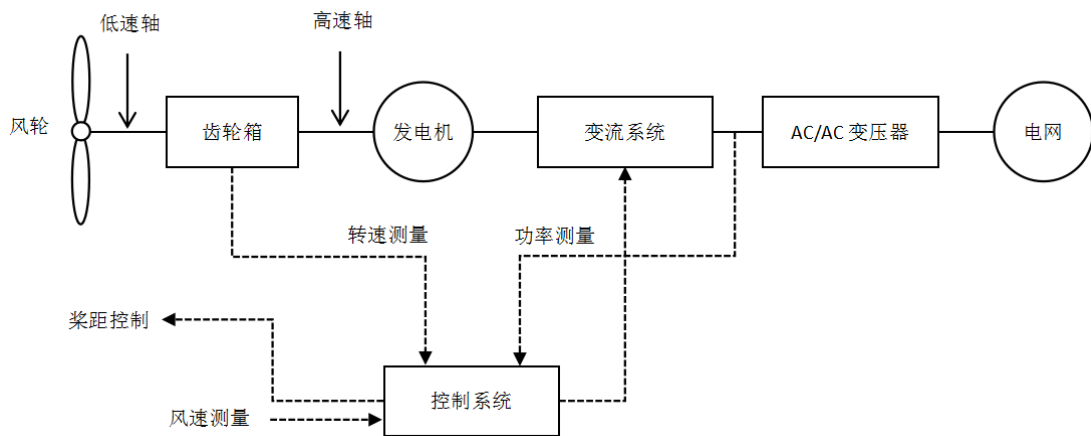 低速轴
高速轴
风轮
齿轮箱
发电机
变流系统
AC/AC 变压器
电网
转速测量
功率测量
桨距控制
控制系统
风速测量